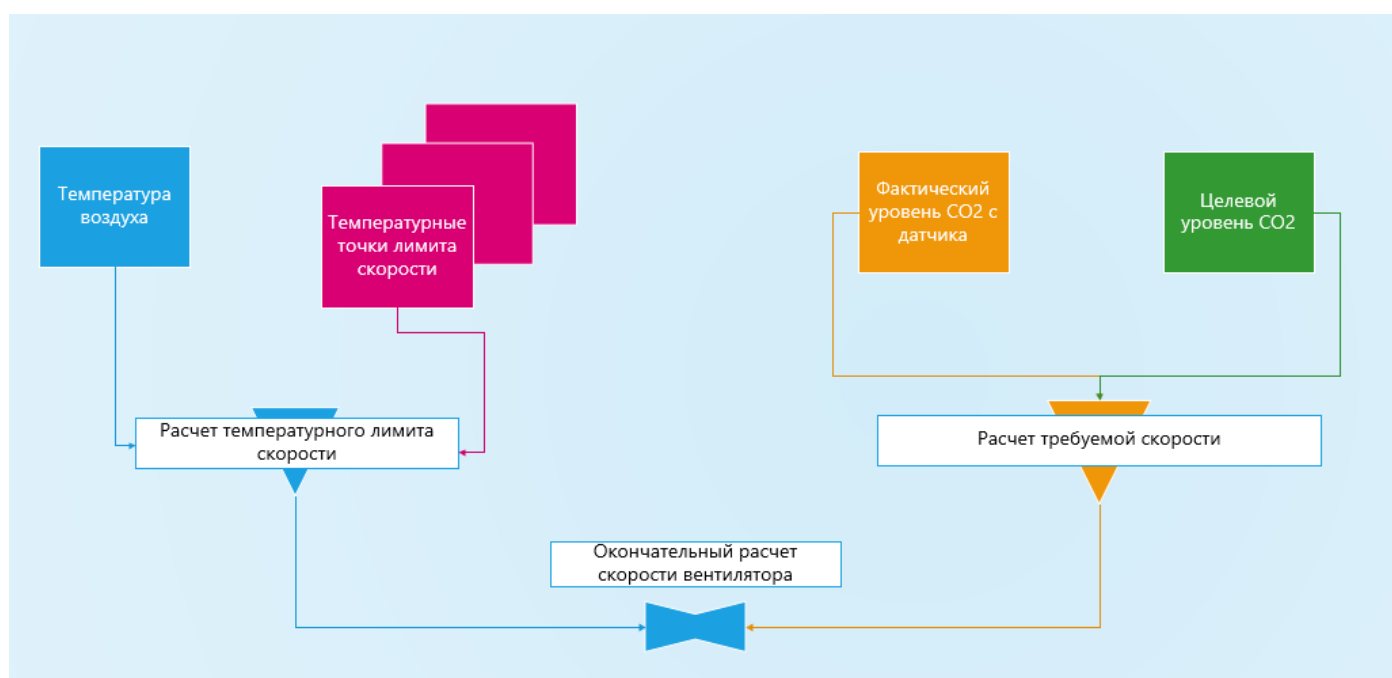 Температура
воздуха
Температурные
точки лимита
скорости
Фактический
уровень CO2 с
датчика
Целевой
уровень CO2
Расчет температурного лимита
скорости
Расчет требуемой скорости
Окончательный расчет
скорости вентилятора